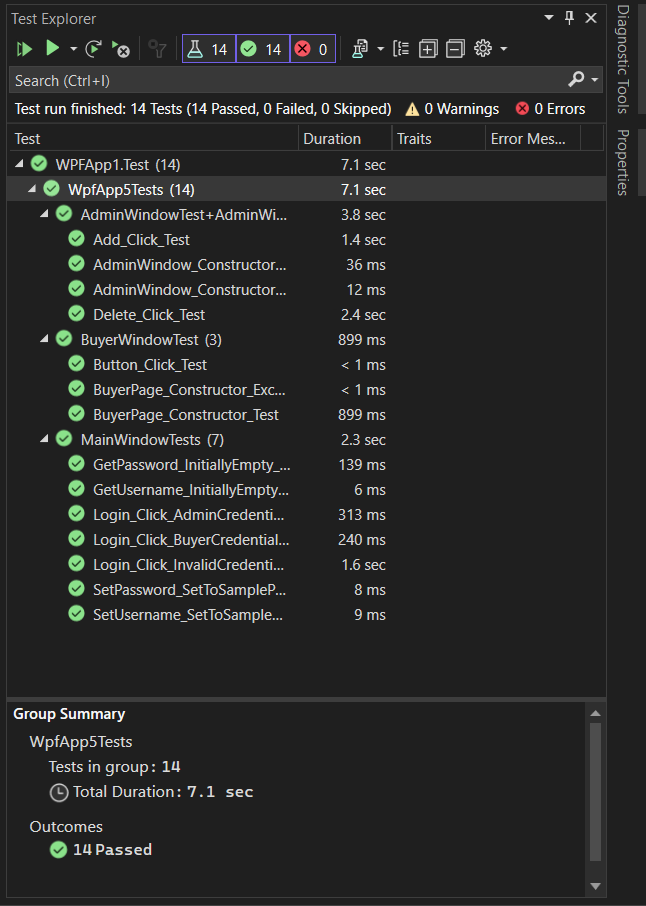 Test Explorer
14 14 0
Search (Ctrl+I)
Test run finished: 14 Tests (14 Passed, 0 Failed, 0 Skipped) 0 Warnings 0 Errors
Test Duration Traits Error Mes...
WPFApp1.Test (14) 7.1 sec
WpfApp5Tests (14) 7.1 sec
AdminWindowTest+AdminWi... 3.8 sec
Add_Click_Test 1.4 sec
AdminWindow_Constructor... 36 ms
AdminWindow_Constructor... 12 ms
Delete_Click_Test 2.4 sec
BuyerWindowTest (3) 899 ms
Button_Click_Test < 1 ms
BuyerPage_Constructor_Exc... < 1 ms
BuyerPage_Constructor_Test 899 ms
MainWindowTests (7) 2.3 sec
GetPassword_InitiallyEmpty_... 139 ms
GetUsername_InitiallyEmpty... 6 ms
Login_Click_AdminCredenti... 313 ms
Login_Click_BuyerCredential... 240 ms
Login_Click_InvalidCredenti... 1.6 sec
SetPassword_SetToSampleP... 8 ms
SetUsername_SetToSample... 9 ms
Group Summary
WpfApp5Tests
Tests in group: 14
Total Duration: 7.1 sec
Outcomes
14 Passed
Diagnostic Tools
Properties